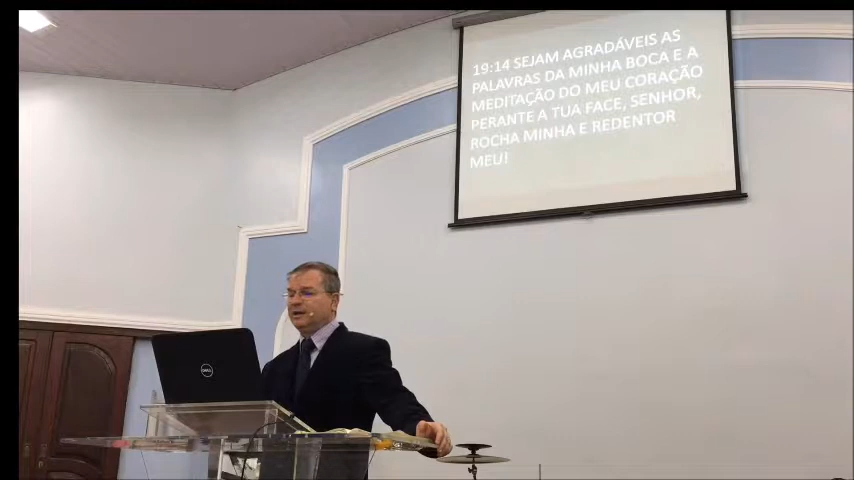 19:14 SEJAM AGRADÁVEIS AS
PALAVRAS DA MINHA BOCA E A
MEDITAÇÃO DO MEU CORAÇÃO
PERANTE A TUA FACE, SENHOR,
ROCHA MINHA E REDENTOR
MEU!
DELL